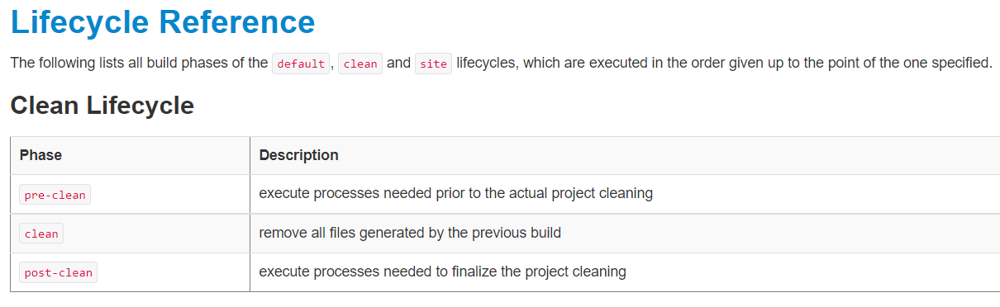 Lifecycle Reference
The following lists all build phases of the default, clean and site lifecycles, which are executed in the order given up to the point of the one specified.
Clean Lifecycle
Phase Description
pre-clean execute processes needed prior to the actual project cleaning
clean remove all files generated by the previous build
post-clean execute processes needed to finalize the project cleaning